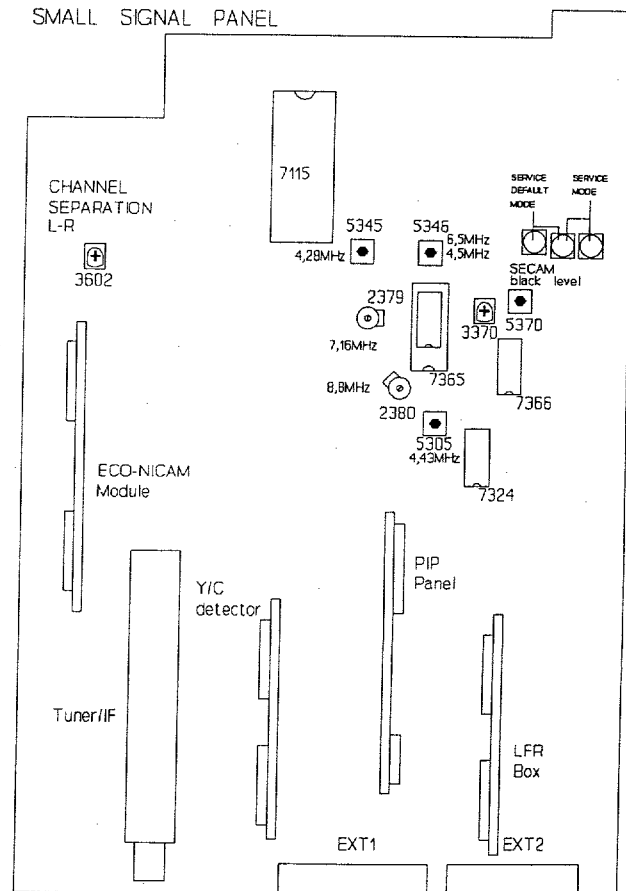 SMALL SIGNAL PANEL
7115
SERVICE
DEFAULT
MODE
SERVICE
MODE
CHANNEL
SEPARATION
L-R
3602
5345
4,28MHz
5346
6,5MHz
4,5MHz
SECAM
black level
2379
7,16MHz
3370
5370
7365
7366
8,8MHz
2380
5305
4,43MHz
7324
ECO-NICAM
Module
Y/C
detector
PIP
Panel
Tuner/IF
LFR
Box
EXT1
EXT2